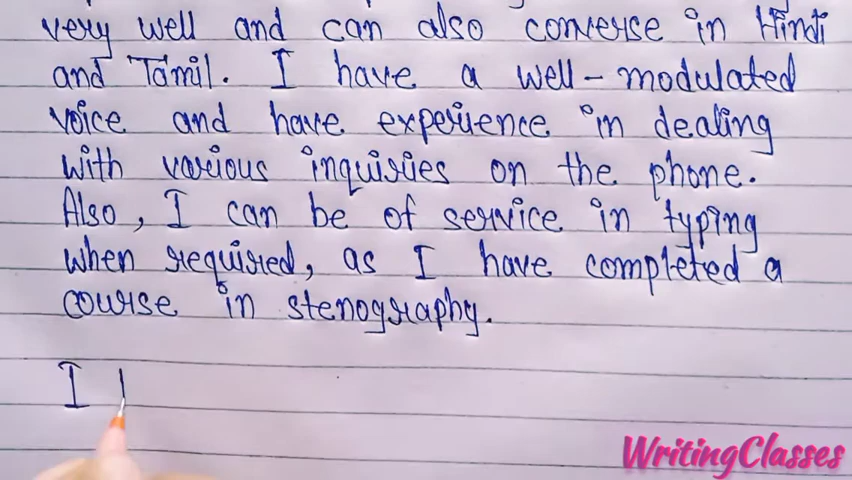 very well and can also converse in Hindi
and Tamil. I have a well-modulated
voice and have experience in dealing
with various inquiries on the phone.
Also, I can be of service in typing
when required, as I have completed a
course in stenography.
I
WritingClasses